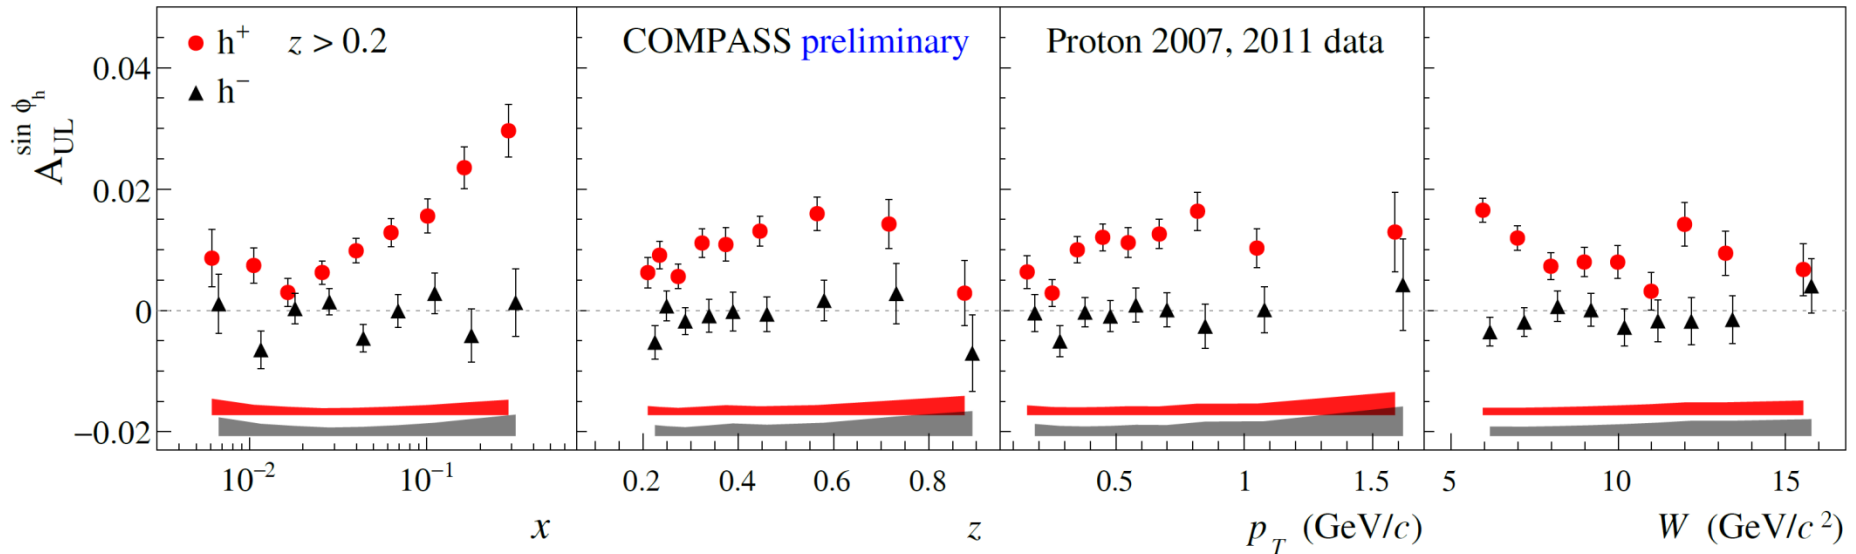 h⁺ z > 0.2
h⁻
COMPASS preliminary
Proton 2007, 2011 data
A_UL^{sin ϕ_h}
0.04
0.02
0
−0.02
10⁻² 10⁻¹
0.2 0.4 0.6 0.8
0.5 1 1.5
5 10 15
x
z
p_T (GeV/c)
W (GeV/c²)